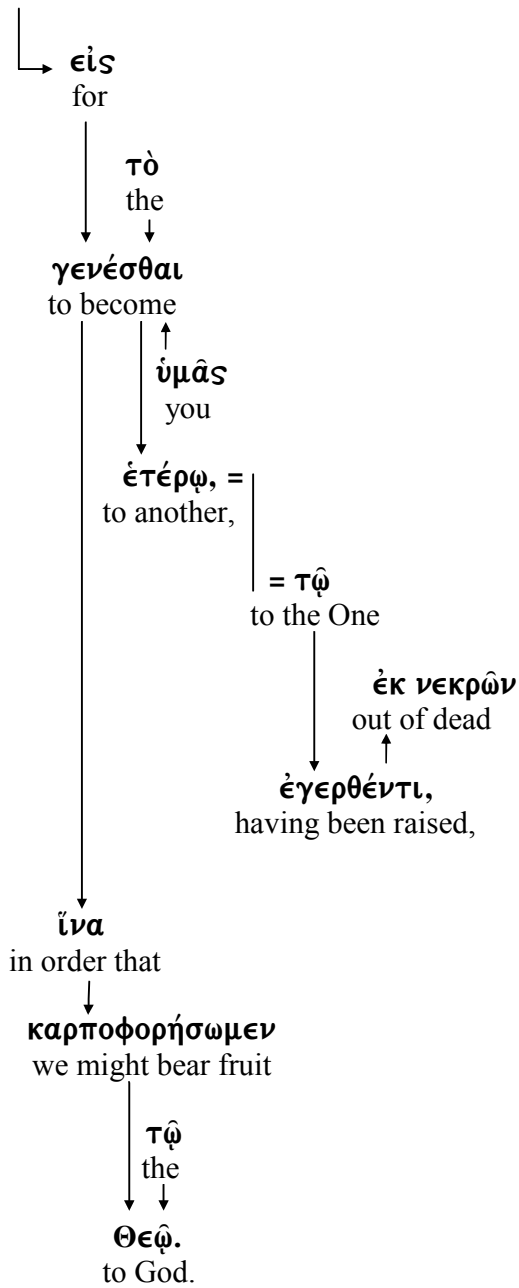 εἰς
for
τὸ
the
γενέσθαι
to become
ὑμᾶς
you
ἑτέρῳ, =
to another,
= τῷ
to the One
ἐκ νεκρῶν
out of dead
ἐγερθέντι,
having been raised,
ἵνα
in order that
καρποφορήσωμεν
we might bear fruit
τῷ
the
Θεῷ.
to God.